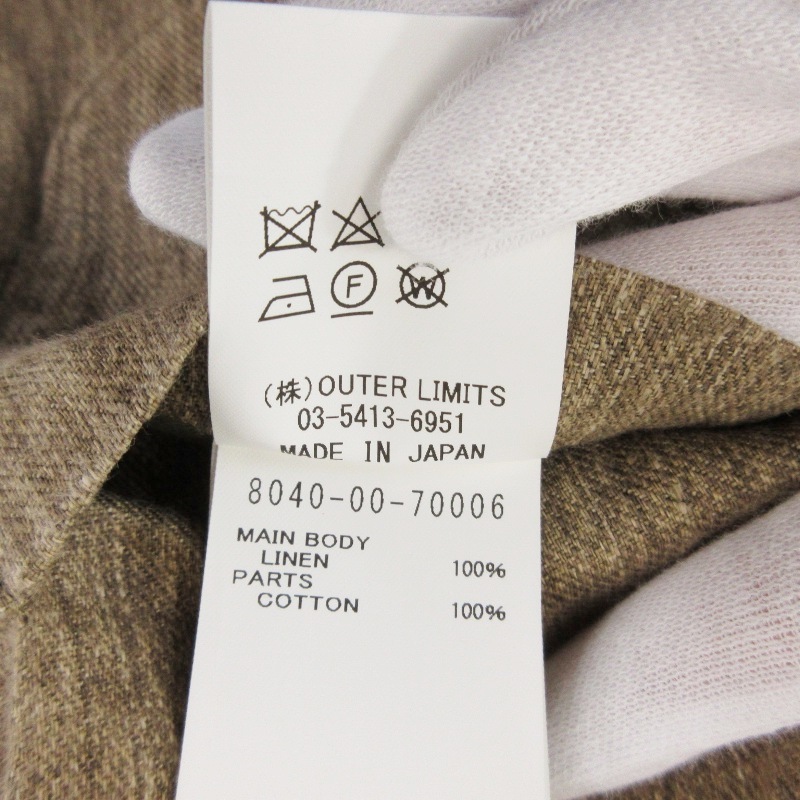 F W
(株)OUTER LIMITS
03-5413-6951
MADE IN JAPAN
8040-00-70006
MAIN BODY
LINEN 100%
PARTS
COTTON 100%